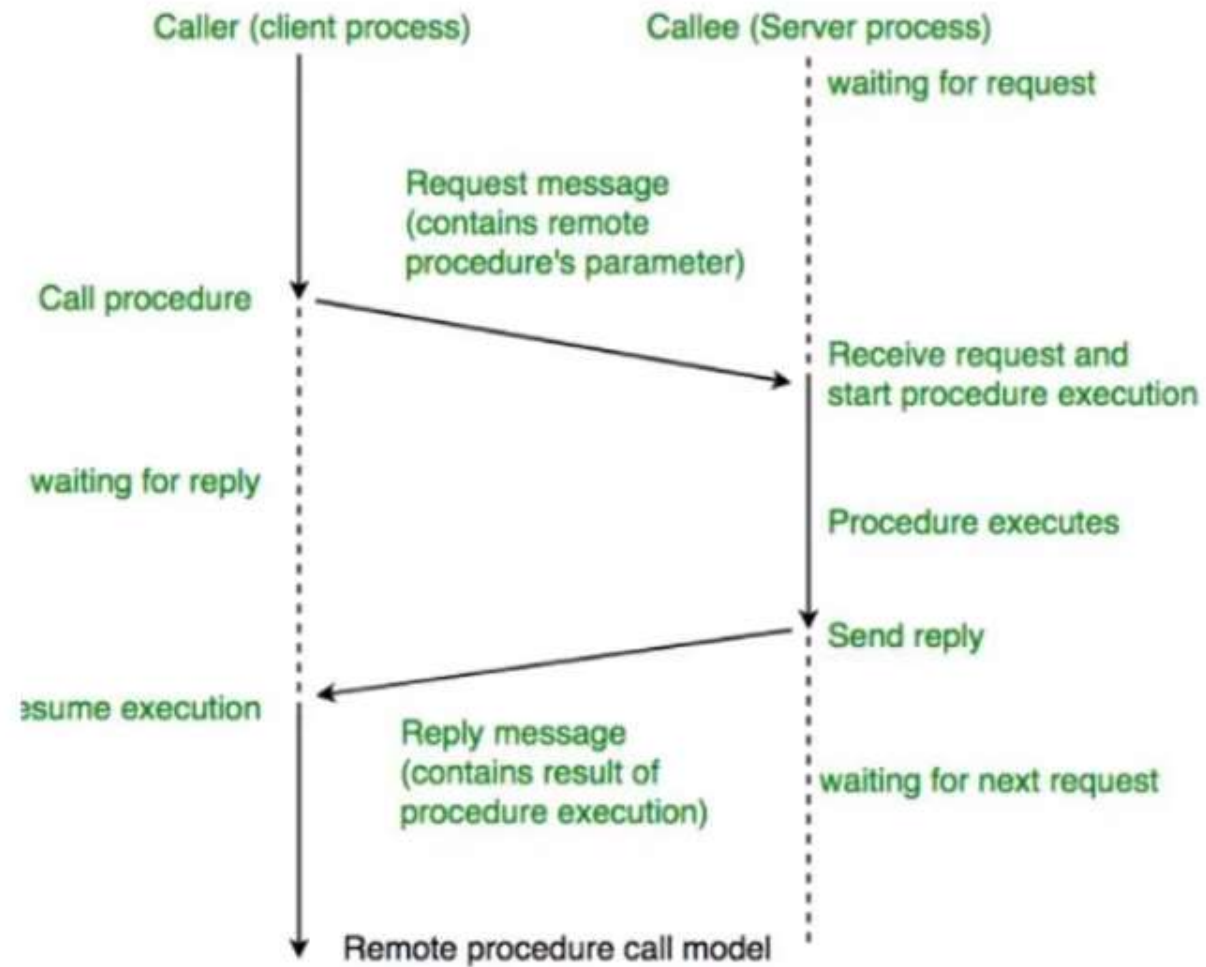 Caller (client process)
Callee (Server process)
waiting for request
Request message
(contains remote
procedure's parameter)
Call procedure
Receive request and
start procedure execution
waiting for reply
Procedure executes
Send reply
esume execution
Reply message
(contains result of
procedure execution)
waiting for next request
Remote procedure call model